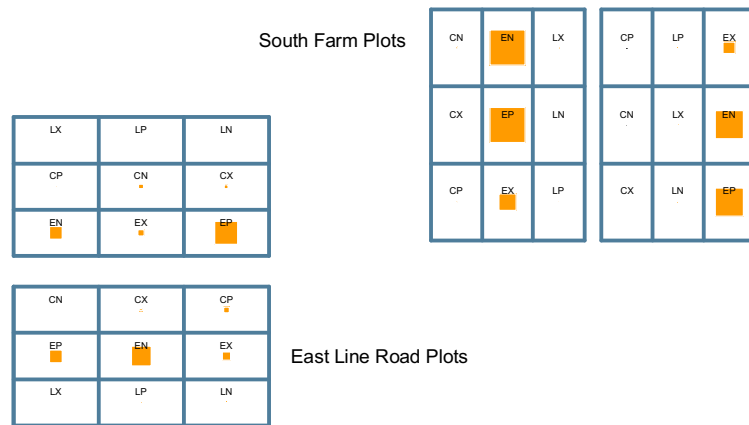 South Farm Plots
CN EN LX
CX EP LN
CP EX LP
CP LP EX
CN LX EN
CX LN EP
LX LP LN
CP CN CX
EN EX EP
CN CX CP
EP EN EX
LX LP LN
East Line Road Plots